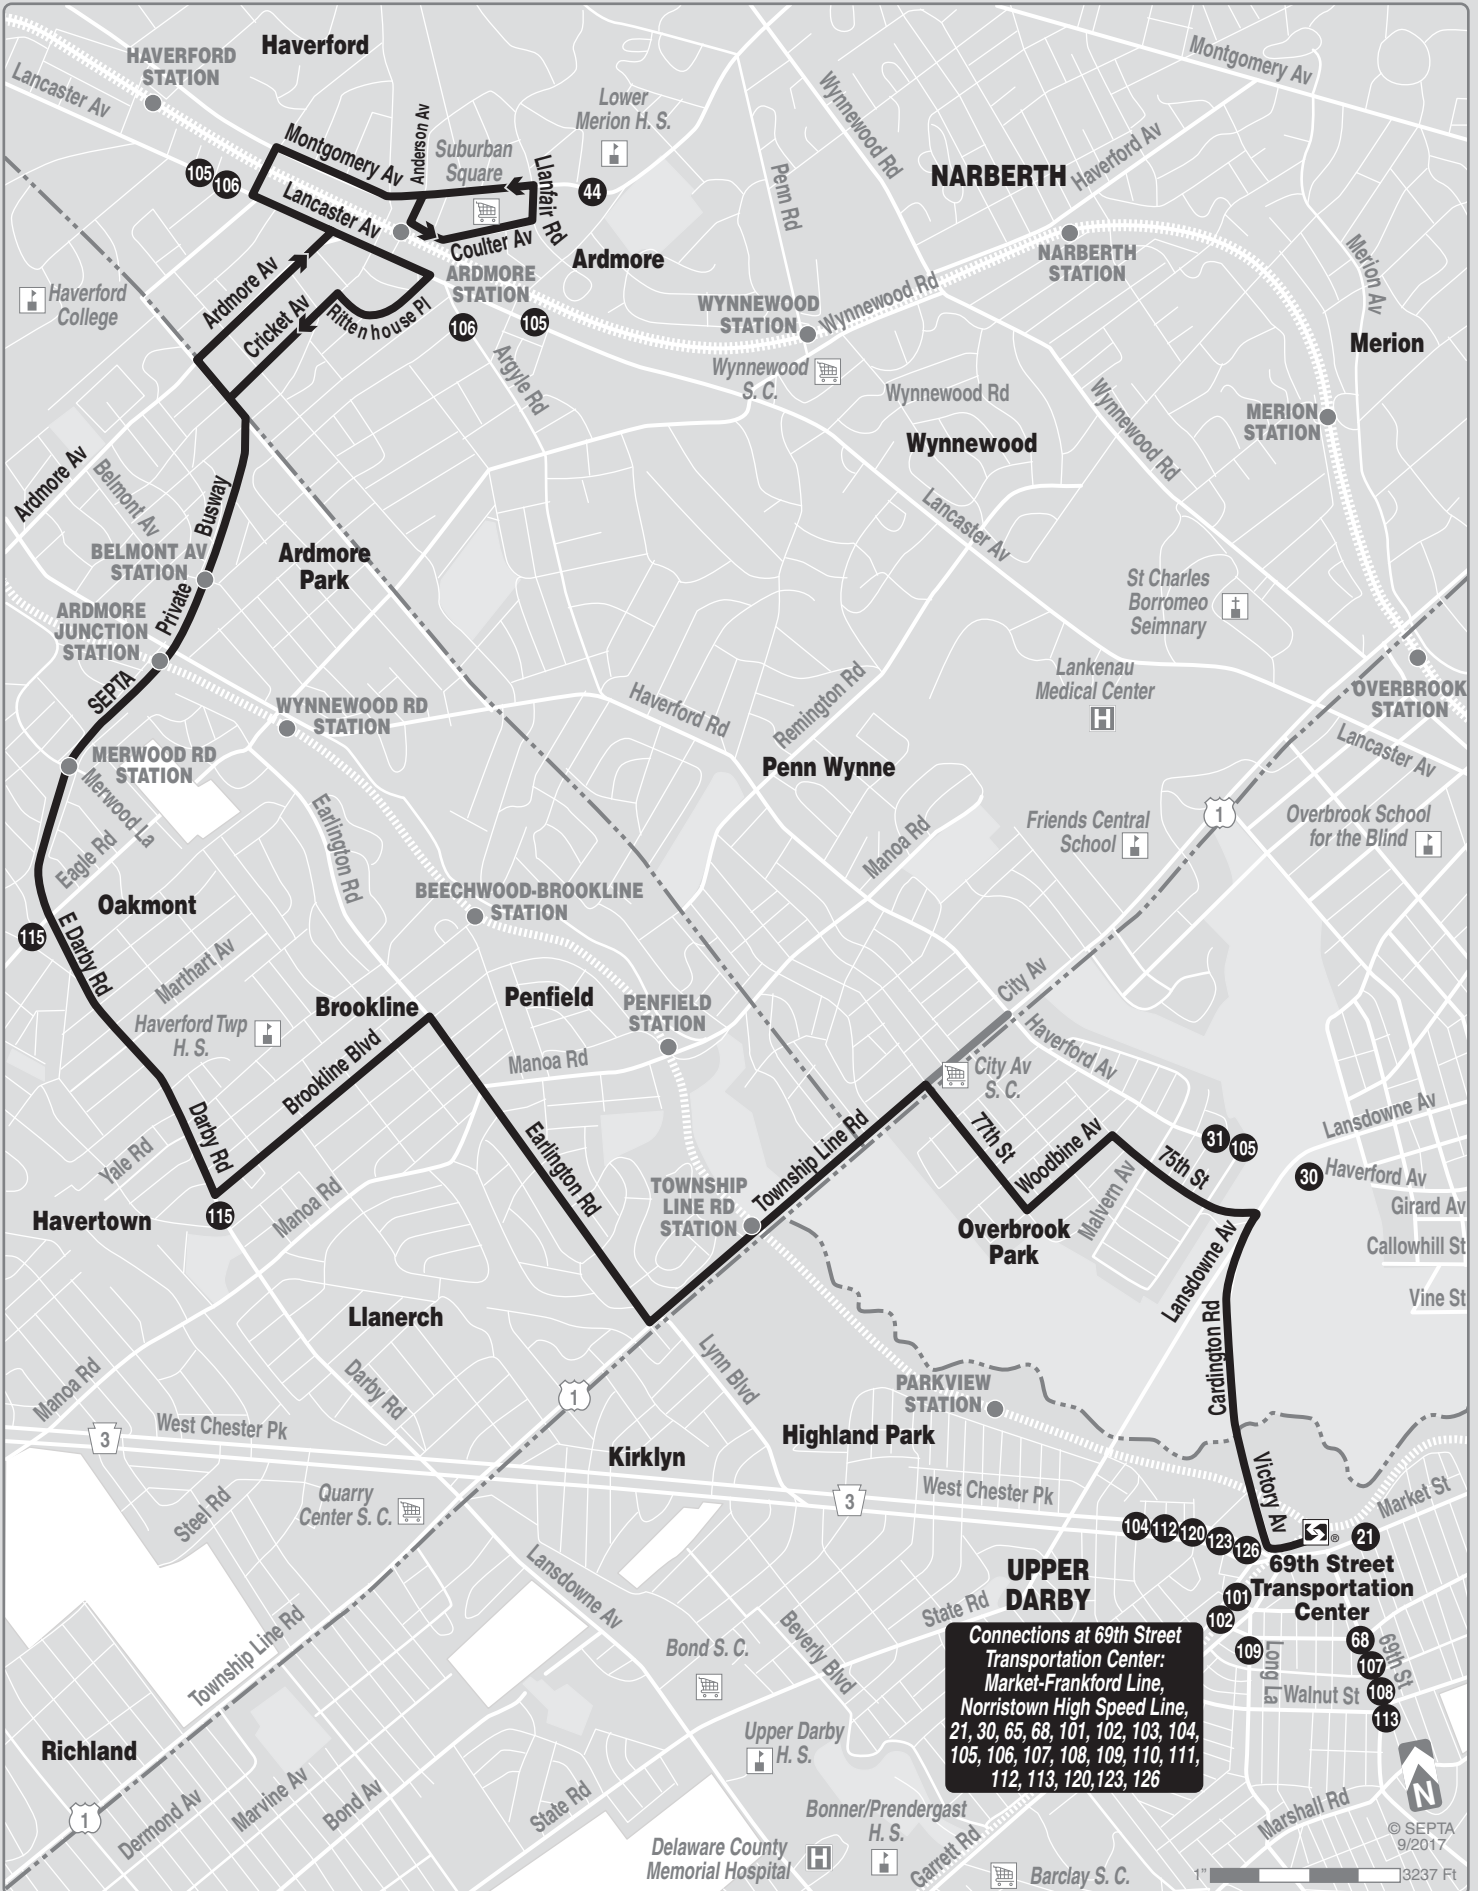 Haverford
HAVERFORD
STATION
Lancaster Av
Montgomery Av
Wynnewood Rd
Lower
Merion H. S.
Anderson Av
Suburban
Square
Montgomery Av
Llanfair Rd
44
105
106
Lancaster Av
Coulter Av
Ardmore
ARDMORE
STATION
Penn Rd
NARBERTH
Haverford Av
NARBERTH
STATION
Merion Av
Merion
Haverford
College
Ardmore Av
Cricket Av
Rittenhouse Pl
106
105
Argyle Rd
WYNNEWOOD
STATION
Wynnewood Rd
Wynnewood
S. C.
Wynnewood Rd
Wynnewood
Wynnewood Rd
MERION
STATION
Ardmore Av
Belmont Av
Busway
BELMONT AV
STATION
Private
Ardmore
Park
ARDMORE
JUNCTION
STATION
SEPTA
Lancaster Av
St Charles
Borromeo
Seimnary
Lankenau
Medical Center
H
OVERBROOK
STATION
Lancaster Av
WYNNEWOOD RD
STATION
Haverford Rd
Remington Rd
Penn Wynne
MERWOOD RD
STATION
Merwood La
Eagle Rd
Earlington Rd
Manoa Rd
Friends Central
School
1
Overbrook School
for the Blind
Oakmont
115
E Darby Rd
Marthart Av
BEECHWOOD-BROOKLINE
STATION
Haverford Twp
H. S.
Brookline
Penfield
PENFIELD
STATION
City Av
Haverford Av
Manoa Rd
Brookline Blvd
City Av
S. C.
Darby Rd
Yale Rd
Manoa Rd
Havertown
115
Earlington Rd
TOWNSHIP
LINE RD
STATION
Township Line Rd
77th St
Woodbine Av
75th St
Malvern Av
31
105
30
Overbrook
Park
Lansdowne Av
Haverford Av
Girard Av
Callowhill St
Vine St
Lansdowne Av
Cardington Rd
Llanerch
Manoa Rd
Darby Rd
1
Lynn Blvd
PARKVIEW
STATION
Highland Park
3
West Chester Pk
Kirklyn
3
West Chester Pk
Victory Av
Market St
Steel Rd
Quarry
Center S. C.
104
112
120
123
126
®
21
69th Street
Transportation
Center
UPPER
DARBY
101
102
109
Long La
Walnut St
68
69th St
107
108
113
Lansdowne Av
State Rd
Beverly Blvd
Bond S. C.
Connections at 69th Street
Transportation Center:
Market-Frankford Line,
Norristown High Speed Line,
21, 30, 65, 68, 101, 102, 103, 104,
105, 106, 107, 108, 109, 110, 111,
112, 113, 120,123, 126
Township Line Rd
Richland
1
Dermond Av
Marvine Av
Bond Av
State Rd
Upper Darby
H. S.
Bonner/Prendergast
H. S.
Delaware County
Memorial Hospital
H
Garrett Rd
Barclay S. C.
Marshall Rd
N
© SEPTA
9/2017
1"
3237 Ft